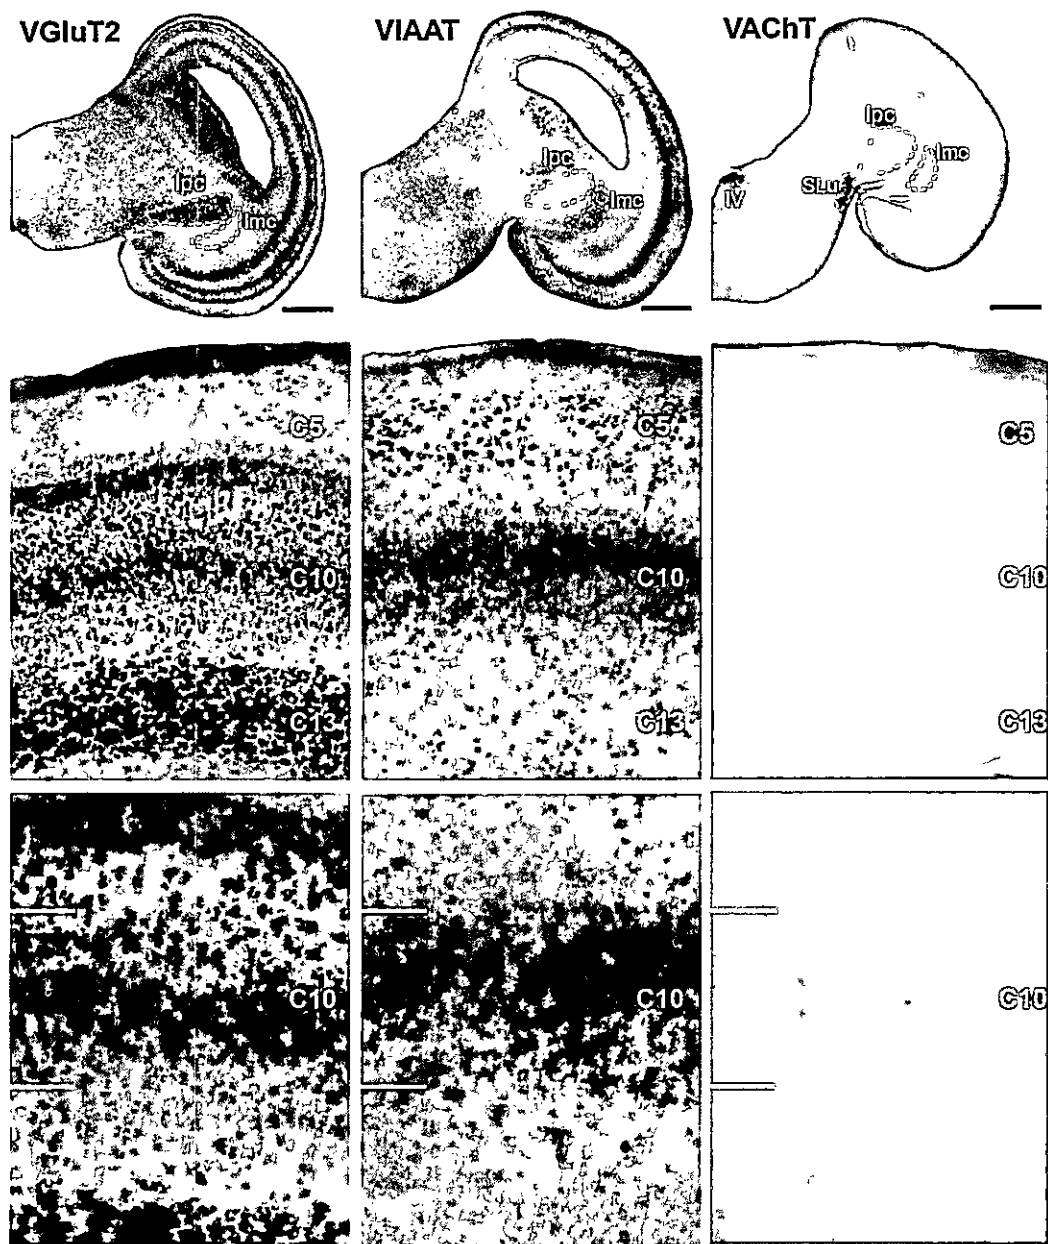 VGluT2 VIAAT VAChT
Ipc Ipc Ipc
Imc Imc Imc
SLu
IV
C5 C5 C5
C10 C10 C10
C13 C13 C13
C10 C10 C10